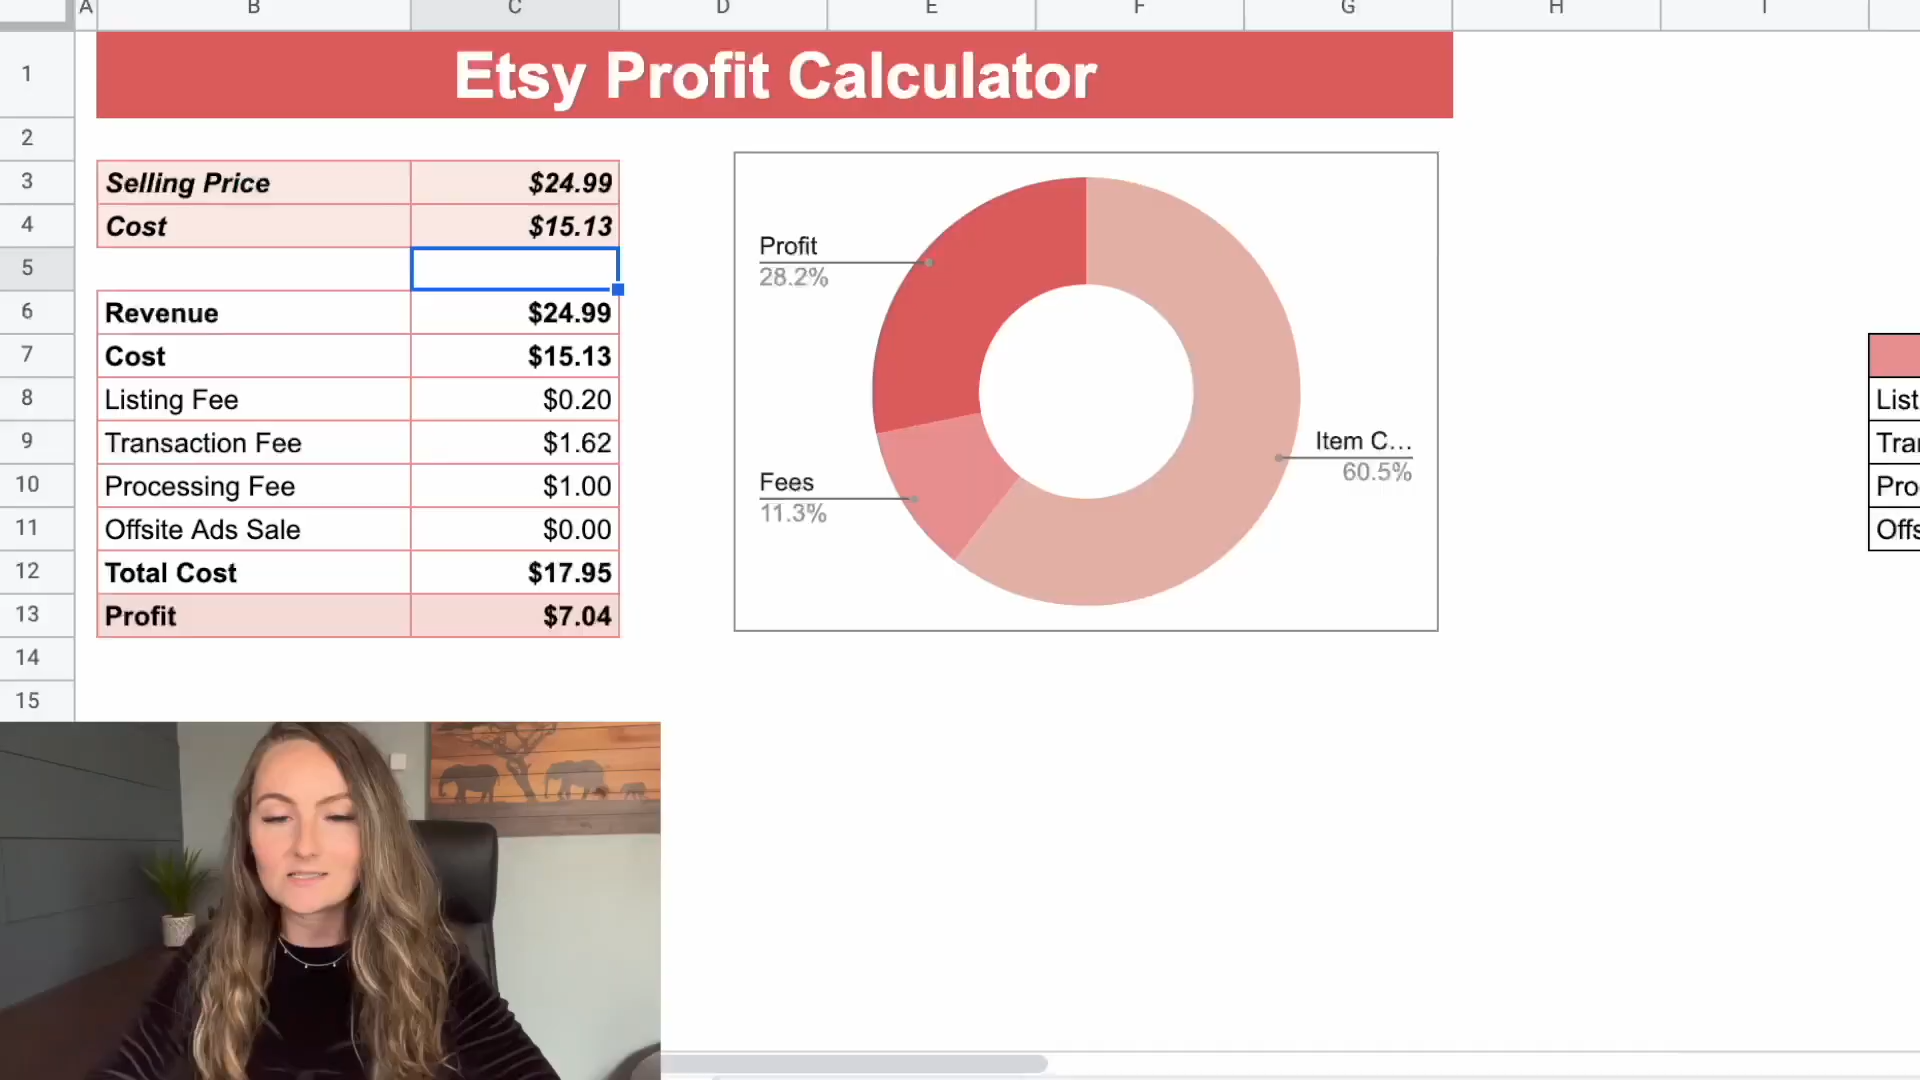 A B C D E F G H I
1 Etsy Profit Calculator
2
3 Selling Price $24.99
4 Cost $15.13
5
6 Revenue $24.99
7 Cost $15.13
8 Listing Fee $0.20
9 Transaction Fee $1.62
10 Processing Fee $1.00
11 Offsite Ads Sale $0.00
12 Total Cost $17.95
13 Profit $7.04
14
15
Profit
28.2%
Item C...
60.5%
Fees
11.3%
List
Tra
Pro
Offs